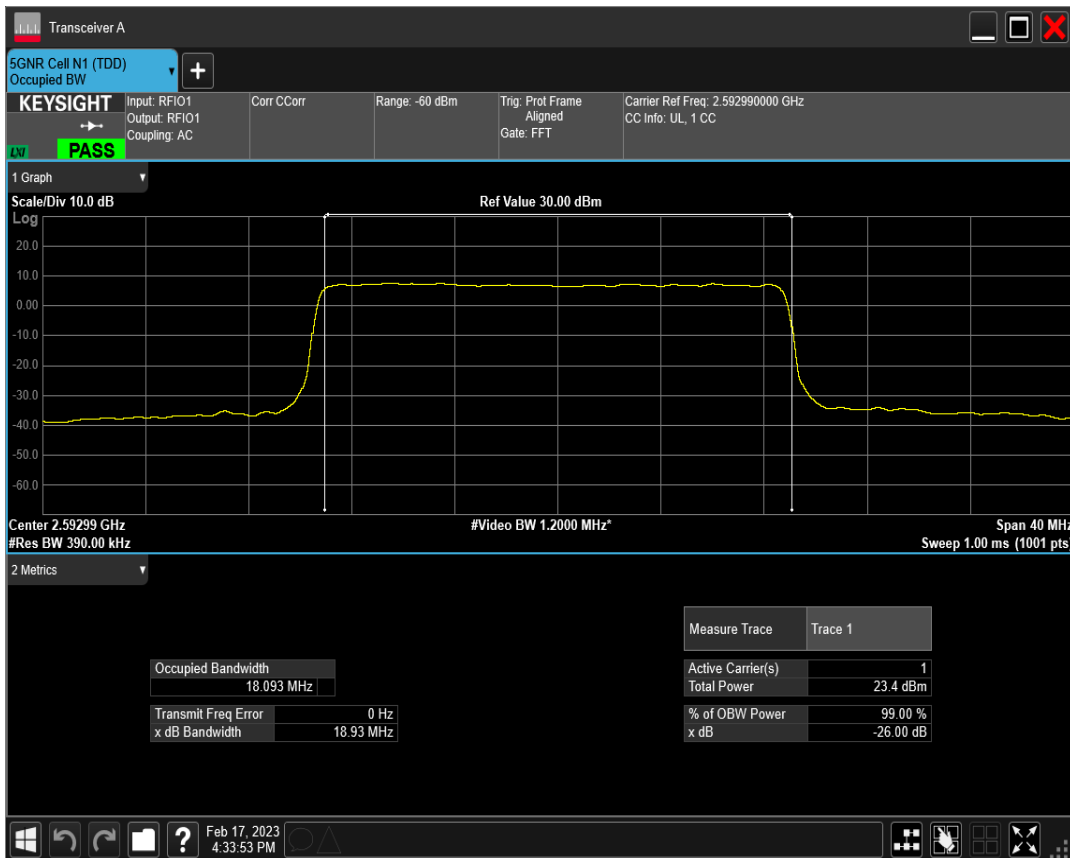 Transceiver A
5GNR Cell N1 (TDD)
Occupied BW
+
KEYSIGHT
LXI
PASS
Input: RFIO1
Output: RFIO1
Coupling: AC
Corr CCorr
Range: -60 dBm
Trig: Prot Frame
Aligned
Gate: FFT
Carrier Ref Freq: 2.592990000 GHz
CC Info: UL, 1 CC
1 Graph
Scale/Div 10.0 dB
Ref Value 30.00 dBm
Log
20.0
10.0
0.00
-10.0
-20.0
-30.0
-40.0
-50.0
-60.0
Center 2.59299 GHz
#Video BW 1.2000 MHz*
Span 40 MHz
#Res BW 390.00 kHz
Sweep 1.00 ms (1001 pts)
2 Metrics
Measure Trace Trace 1
Occupied Bandwidth
18.093 MHz
Active Carrier(s) 1
Total Power 23.4 dBm
Transmit Freq Error 0 Hz
x dB Bandwidth 18.93 MHz
% of OBW Power 99.00 %
x dB -26.00 dB
?
Feb 17, 2023
4:33:53 PM